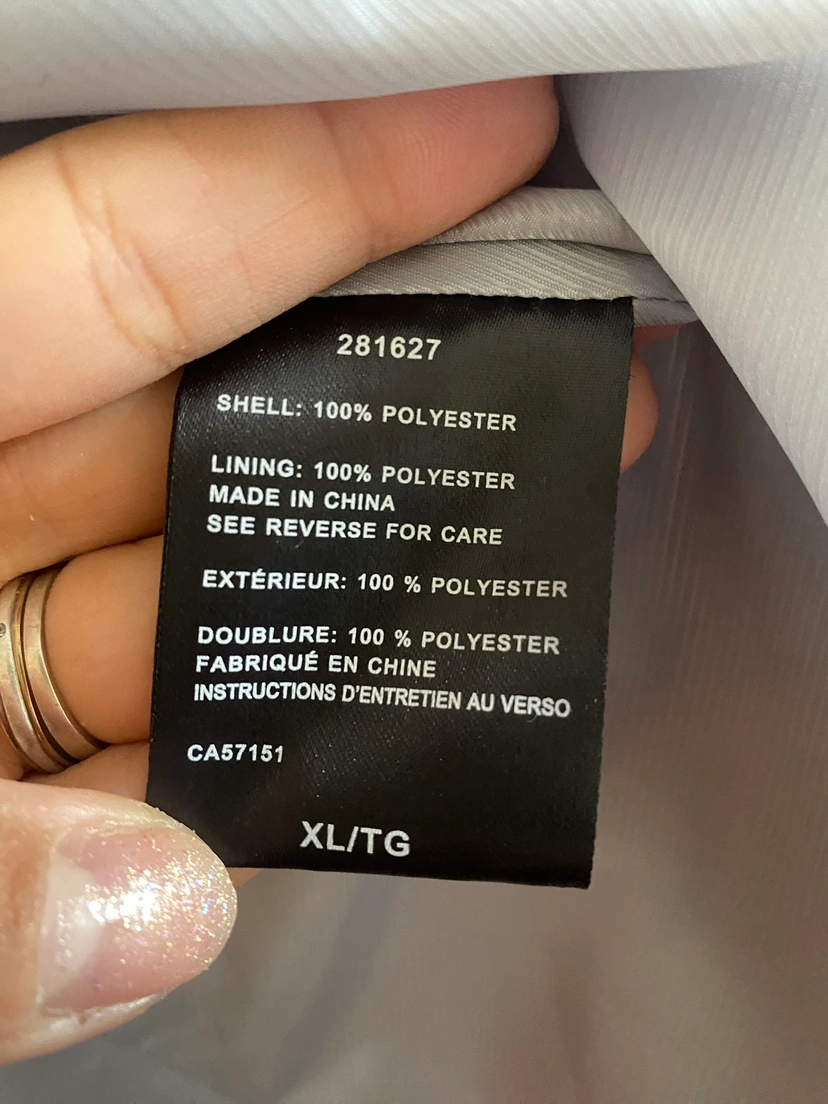 281627
SHELL: 100% POLYESTER
LINING: 100% POLYESTER
MADE IN CHINA
SEE REVERSE FOR CARE
EXTÉRIEUR: 100 % POLYESTER
DOUBLURE: 100 % POLYESTER
FABRIQUÉ EN CHINE
INSTRUCTIONS D'ENTRETIEN AU VERSO
CA57151
XL/TG